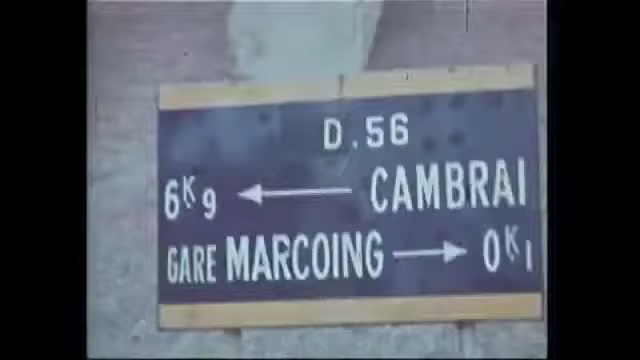 D.56
6K9 ← CAMBRAI
GARE MARCOING → 0K1